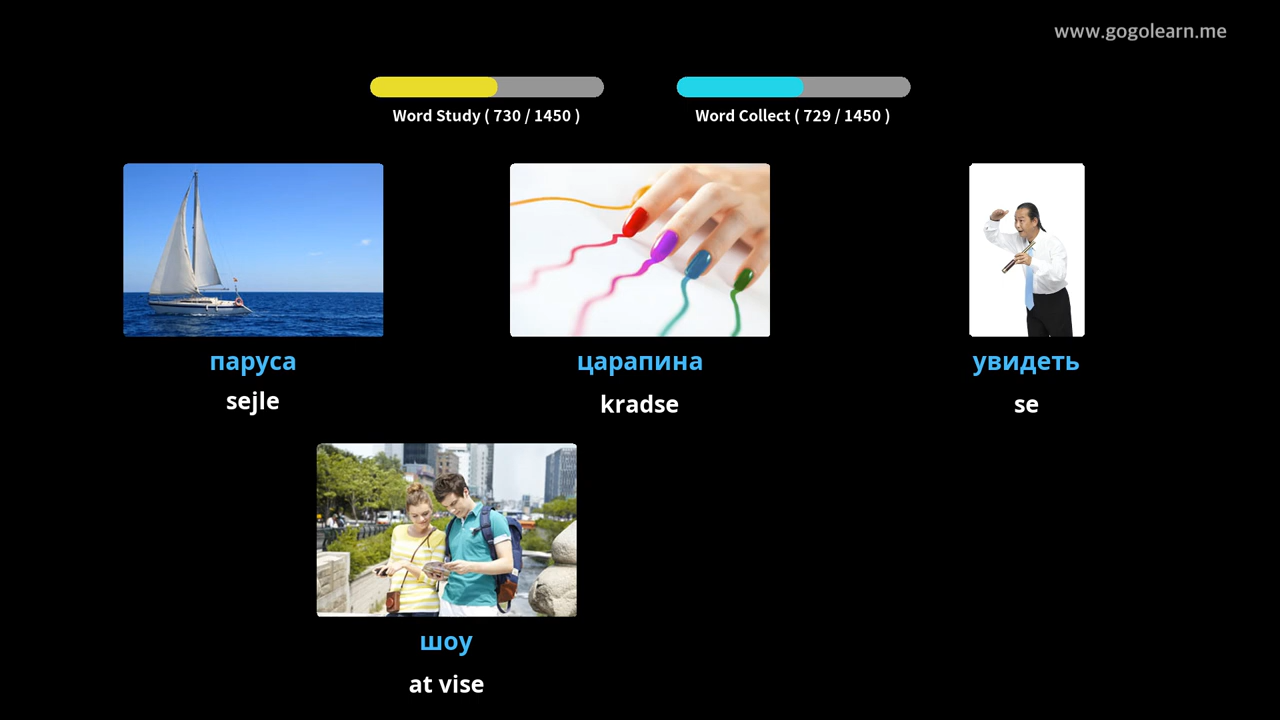 www.gogolearn.me
Word Study ( 730 / 1450 )
Word Collect ( 729 / 1450 )
паруса
sejle
царапина
kradse
увидеть
se
шоу
at vise